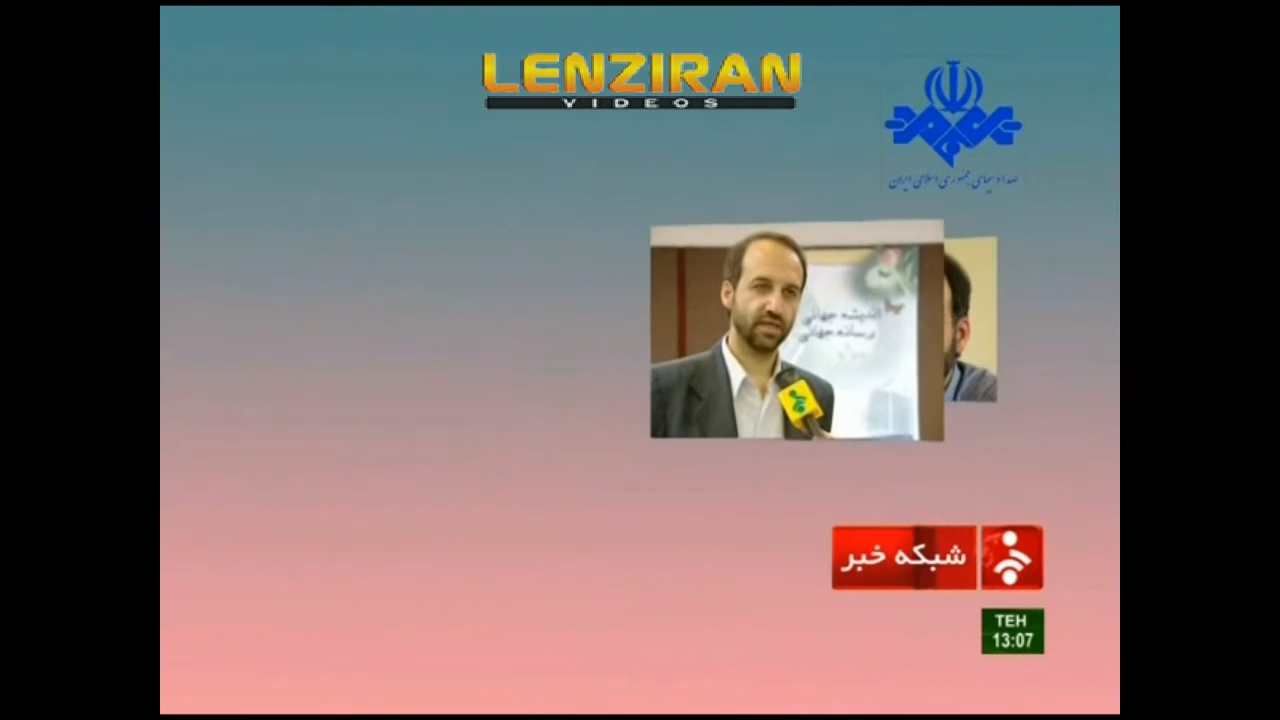 LENZIRAN
VIDEOS
صدا و سیمای جمهوری اسلامی ایران
اندیشه جهانی
رسانه جهانی
شبکه خبر
TEH
13:07